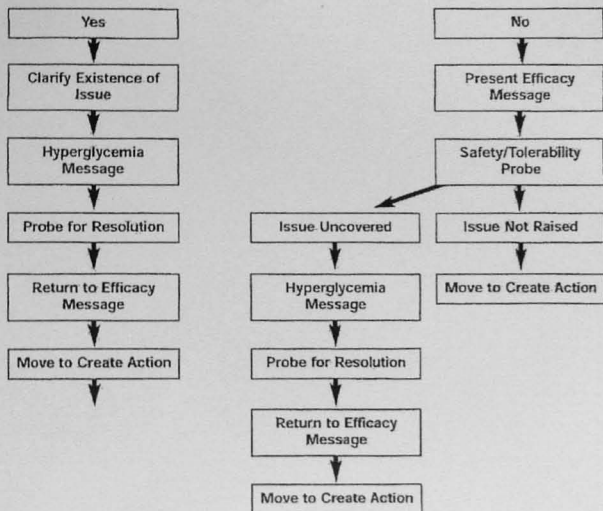 Yes
Clarify Existence of
Issue
Hyperglycemia
Message
Probe for Resolution
Return to Efficacy
Message
Move to Create Action
No
Present Efficacy
Message
Safety/Tolerability
Probe
Issue Uncovered
Hyperglycemia
Message
Probe for Resolution
Return to Efficacy
Message
Move to Create Action
Issue Not Raised
Move to Create Action